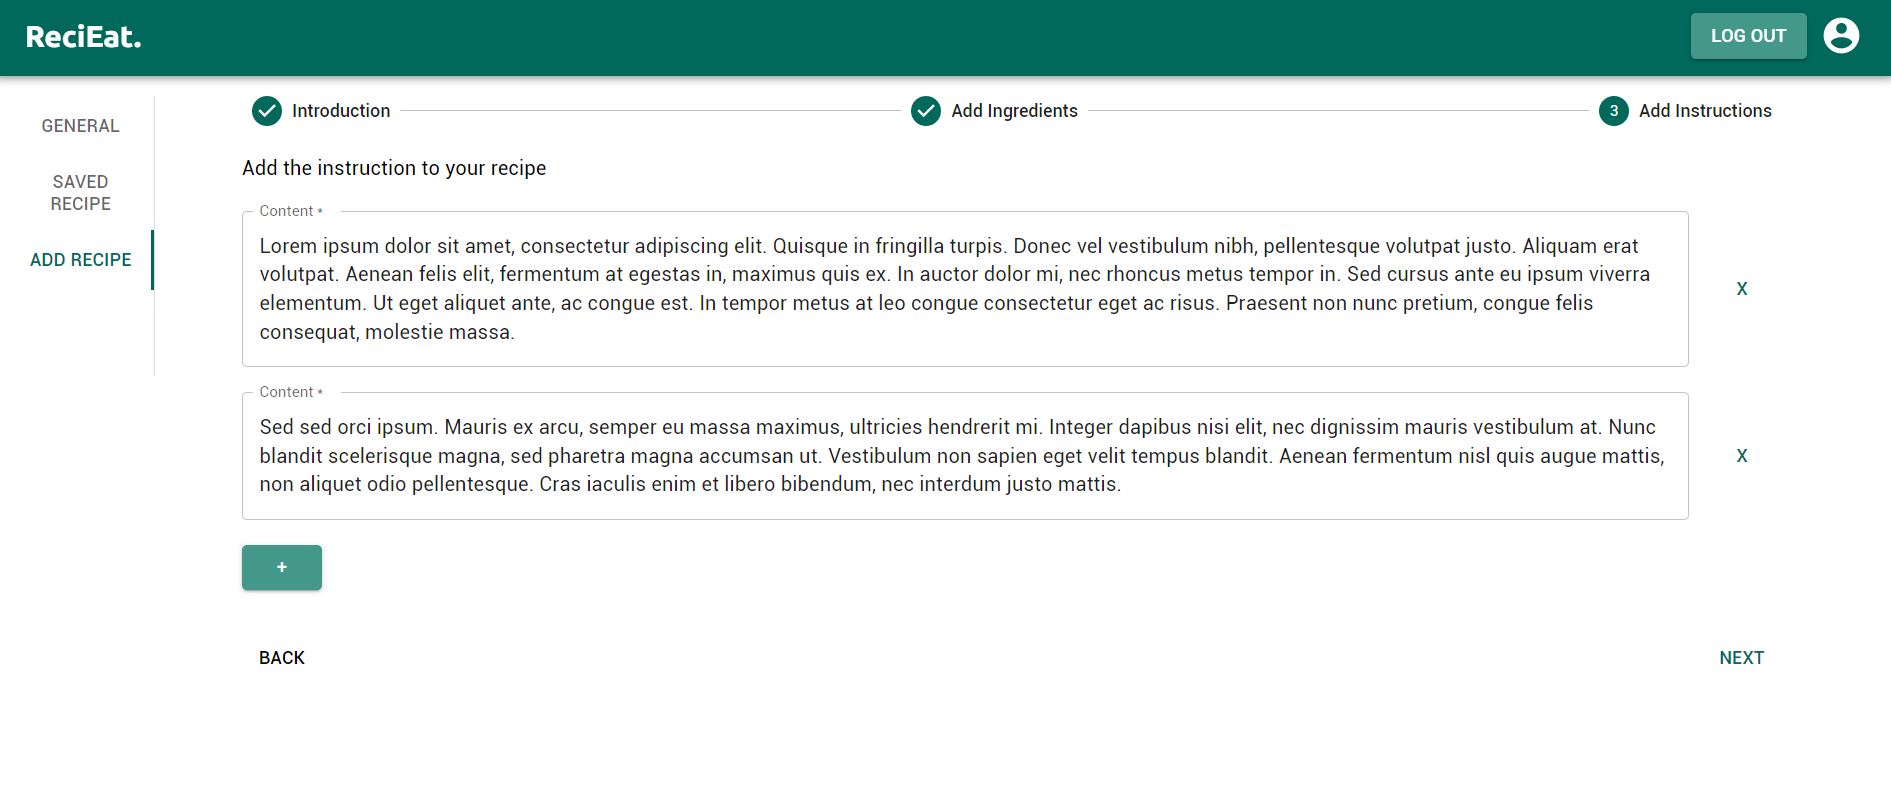 ReciEat.
LOG OUT
GENERAL
SAVED
RECIPE
ADD RECIPE
Introduction
Add Ingredients
3 Add Instructions
Add the instruction to your recipe
Content *
Lorem ipsum dolor sit amet, consectetur adipiscing elit. Quisque in fringilla turpis. Donec vel vestibulum nibh, pellentesque volutpat justo. Aliquam erat
volutpat. Aenean felis elit, fermentum at egestas in, maximus quis ex. In auctor dolor mi, nec rhoncus metus tempor in. Sed cursus ante eu ipsum viverra
elementum. Ut eget aliquet ante, ac congue est. In tempor metus at leo congue consectetur eget ac risus. Praesent non nunc pretium, congue felis
consequat, molestie massa.
X
Content *
Sed sed orci ipsum. Mauris ex arcu, semper eu massa maximus, ultricies hendrerit mi. Integer dapibus nisi elit, nec dignissim mauris vestibulum at. Nunc
blandit scelerisque magna, sed pharetra magna accumsan ut. Vestibulum non sapien eget velit tempus blandit. Aenean fermentum nisl quis augue mattis,
non aliquet odio pellentesque. Cras iaculis enim et libero bibendum, nec interdum justo mattis.
X
+
BACK
NEXT